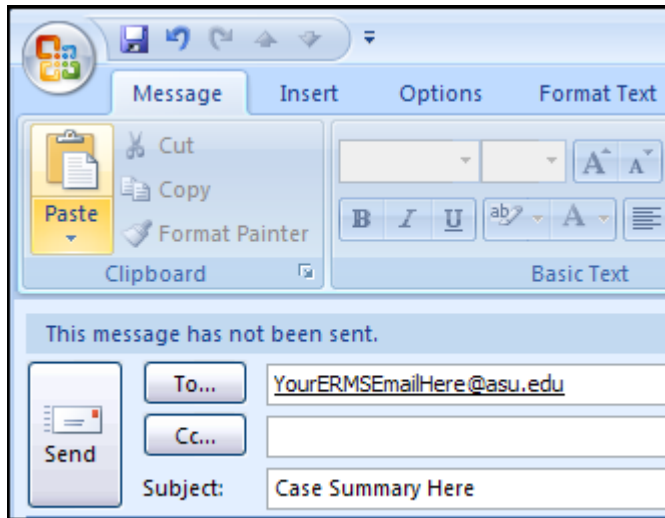 Message Insert Options Format Text
Cut
Copy
Paste
Format Painter
A A
B I U ab A
Clipboard Basic Text
This message has not been sent.
To... YourERMSEmailHere@asu.edu
Cc...
Send
Subject: Case Summary Here